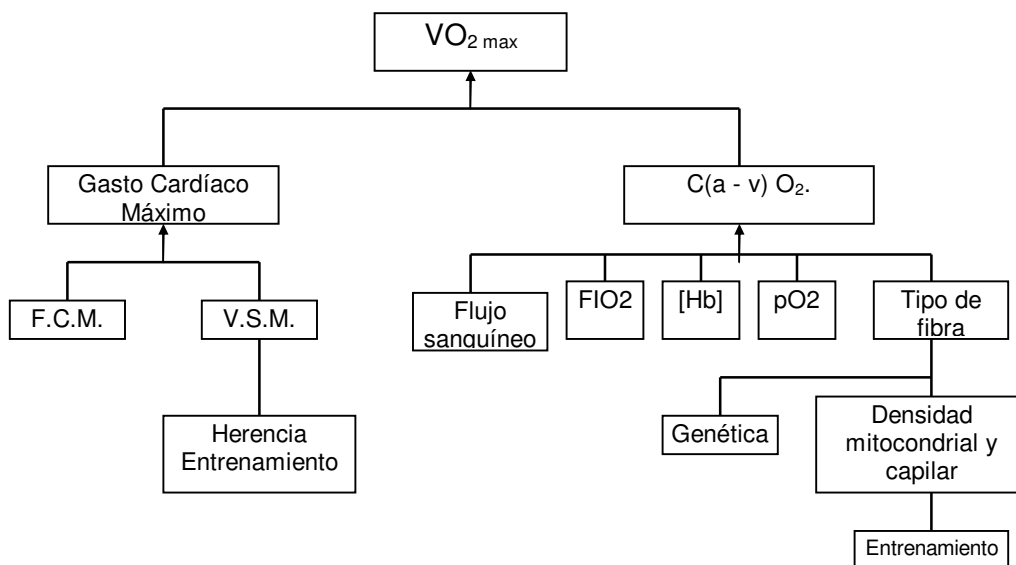 VO₂ max
Gasto Cardíaco
Máximo
C(a - v) O₂.
F.C.M.
V.S.M.
Flujo
sanguíneo
FIO2
[Hb]
pO2
Tipo de
fibra
Herencia
Entrenamiento
Genética
Densidad
mitocondrial y
capilar
Entrenamiento